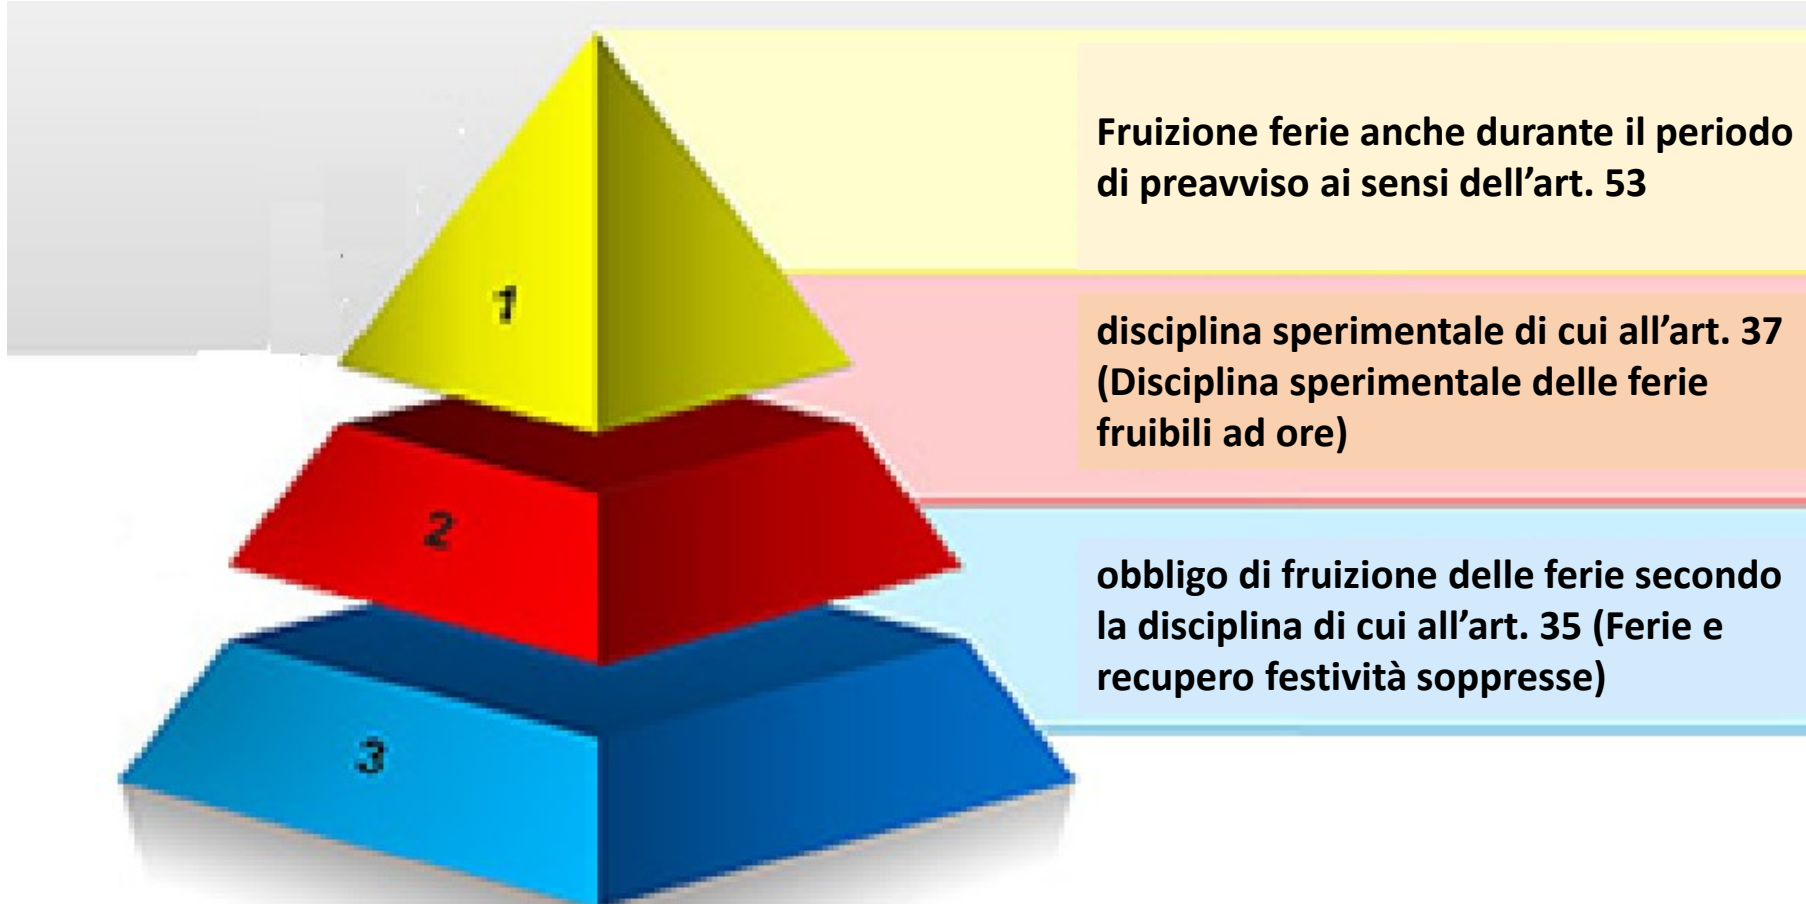 Fruizione ferie anche durante il periodo
di preavviso ai sensi dell’art. 53
1
disciplina sperimentale di cui all’art. 37
(Disciplina sperimentale delle ferie
fruibili ad ore)
2
obbligo di fruizione delle ferie secondo
la disciplina di cui all’art. 35 (Ferie e
recupero festività soppresse)
3